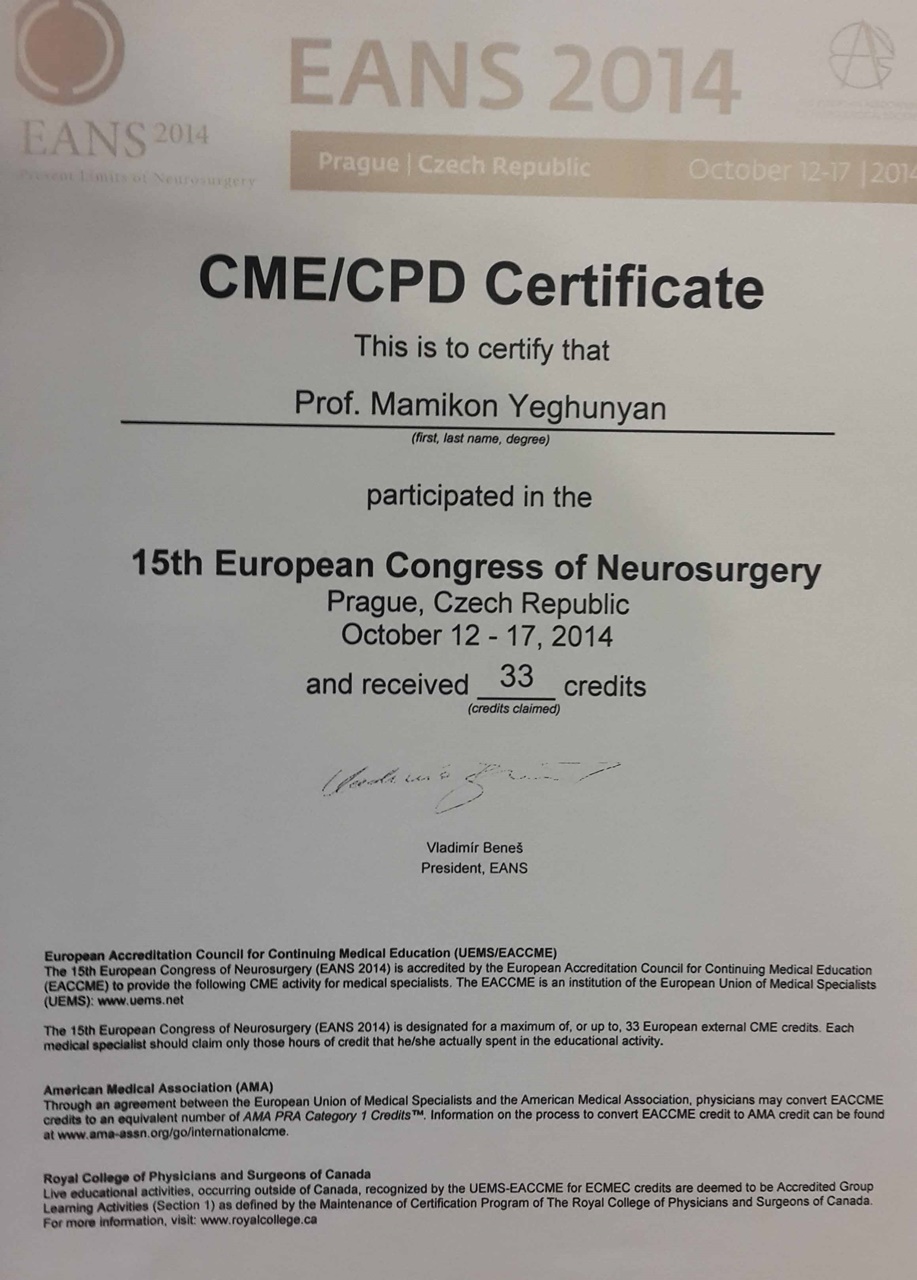 EANS 2014
EANS 2014
Present Limits of Neurosurgery
Prague | Czech Republic
October 12-17 | 2014
CME/CPD Certificate
This is to certify that
Prof. Mamikon Yeghunyan
(first, last name, degree)
participated in the
15th European Congress of Neurosurgery
Prague, Czech Republic
October 12 - 17, 2014
and received 33 credits
(credits claimed)
Vladimír Beneš
President, EANS
European Accreditation Council for Continuing Medical Education (UEMS/EACCME)
The 15th European Congress of Neurosurgery (EANS 2014) is accredited by the European Accreditation Council for Continuing Medical Education
(EACCME) to provide the following CME activity for medical specialists. The EACCME is an institution of the European Union of Medical Specialists
(UEMS): www.uems.net
The 15th European Congress of Neurosurgery (EANS 2014) is designated for a maximum of, or up to, 33 European external CME credits. Each
medical specialist should claim only those hours of credit that he/she actually spent in the educational activity.
American Medical Association (AMA)
Through an agreement between the European Union of Medical Specialists and the American Medical Association, physicians may convert EACCME
credits to an equivalent number of AMA PRA Category 1 Credits™. Information on the process to convert EACCME credit to AMA credit can be found
at www.ama-assn.org/go/internationalcme.
Royal College of Physicians and Surgeons of Canada
Live educational activities, occurring outside of Canada, recognized by the UEMS-EACCME for ECMEC credits are deemed to be Accredited Group
Learning Activities (Section 1) as defined by the Maintenance of Certification Program of The Royal College of Physicians and Surgeons of Canada.
For more information, visit: www.royalcollege.ca